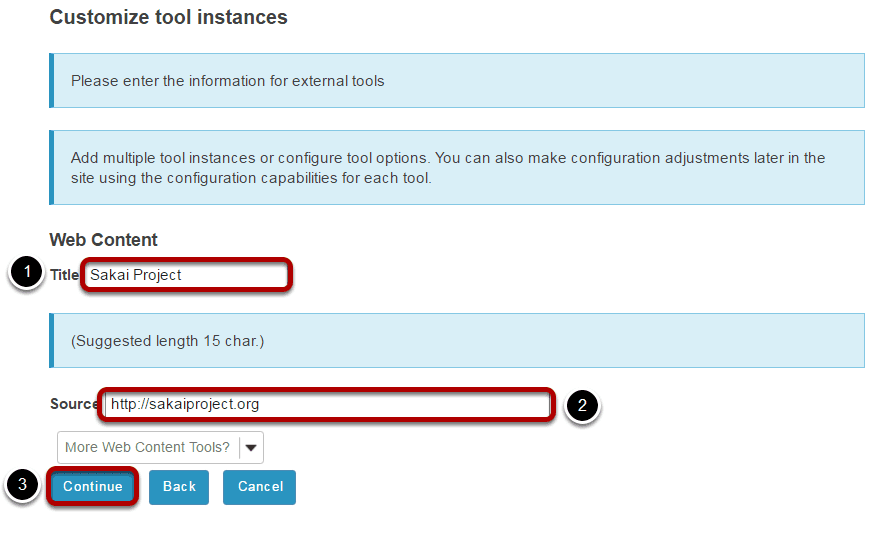 Customize tool instances
Please enter the information for external tools
Add multiple tool instances or configure tool options. You can also make configuration adjustments later in the
site using the configuration capabilities for each tool.
Web Content
1 Title Sakai Project
(Suggested length 15 char.)
Source http://sakaiproject.org 2
More Web Content Tools?
3 Continue Back Cancel